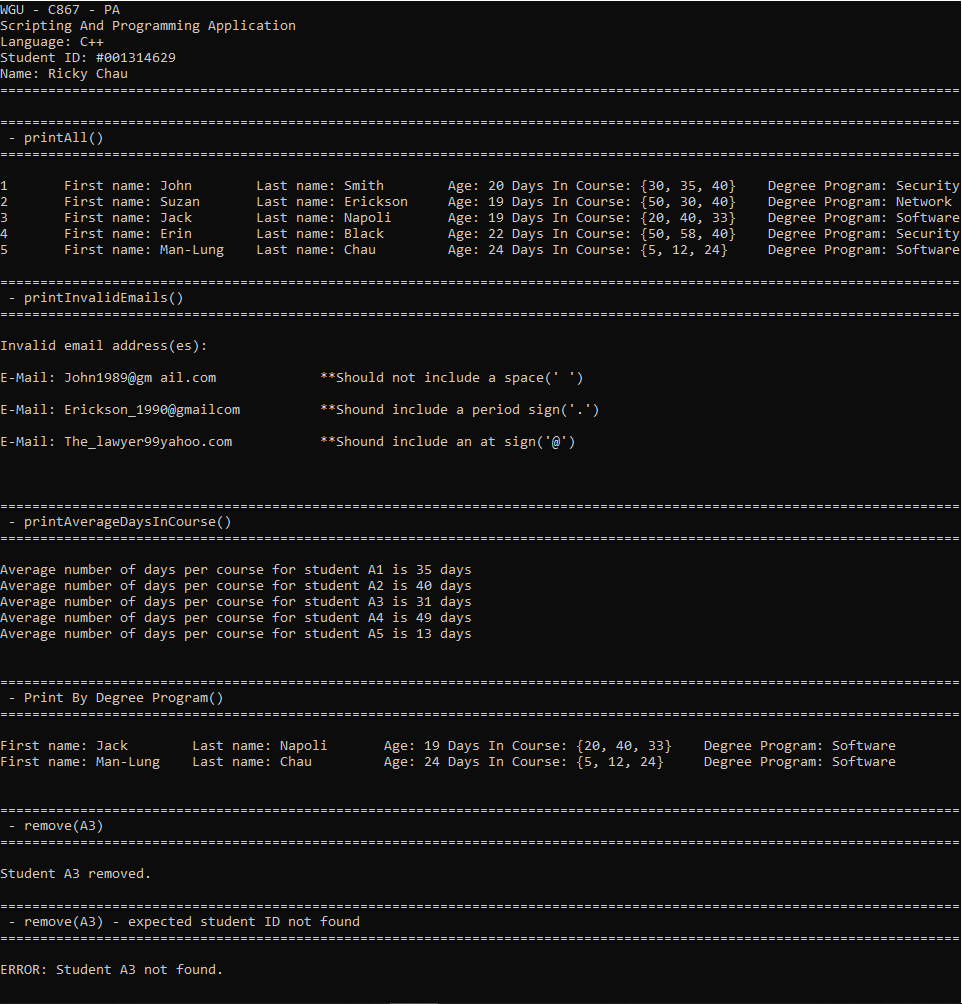 WGU - C867 - PA
Scripting And Programming Application
Language: C++
Student ID: #001314629
Name: Ricky Chau
========================================================================================================================
========================================================================================================================
 - printAll()
========================================================================================================================
1       First name: John        Last name: Smith        Age: 20 Days In Course: {30, 35, 40}    Degree Program: Security
2       First name: Suzan       Last name: Erickson     Age: 19 Days In Course: {50, 30, 40}    Degree Program: Network
3       First name: Jack        Last name: Napoli       Age: 19 Days In Course: {20, 40, 33}    Degree Program: Software
4       First name: Erin        Last name: Black        Age: 22 Days In Course: {50, 58, 40}    Degree Program: Security
5       First name: Man-Lung    Last name: Chau         Age: 24 Days In Course: {5, 12, 24}     Degree Program: Software
========================================================================================================================
 - printInvalidEmails()
========================================================================================================================
Invalid email address(es):
E-Mail: John1989@gm ail.com             **Should not include a space(' ')
E-Mail: Erickson_1990@gmailcom          **Shound include a period sign('.')
E-Mail: The_lawyer99yahoo.com           **Shound include an at sign('@')
========================================================================================================================
 - printAverageDaysInCourse()
========================================================================================================================
Average number of days per course for student A1 is 35 days
Average number of days per course for student A2 is 40 days
Average number of days per course for student A3 is 31 days
Average number of days per course for student A4 is 49 days
Average number of days per course for student A5 is 13 days
========================================================================================================================
 - Print By Degree Program()
========================================================================================================================
First name: Jack        Last name: Napoli       Age: 19 Days In Course: {20, 40, 33}    Degree Program: Software
First name: Man-Lung    Last name: Chau         Age: 24 Days In Course: {5, 12, 24}     Degree Program: Software
========================================================================================================================
 - remove(A3)
========================================================================================================================
Student A3 removed.
========================================================================================================================
 - remove(A3) - expected student ID not found
========================================================================================================================
ERROR: Student A3 not found.